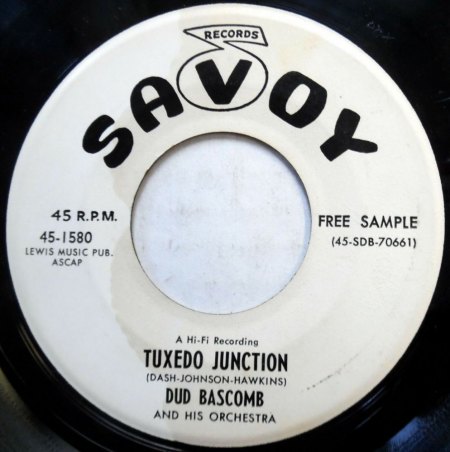 RECORDS
SAVOY
45 R.P.M.
45-1580
LEWIS MUSIC PUB.
ASCAP
FREE SAMPLE
(45-SDB-70661)
A Hi-Fi Recording
TUXEDO JUNCTION
(DASH-JOHNSON-HAWKINS)
DUD BASCOMB
AND HIS ORCHESTRA